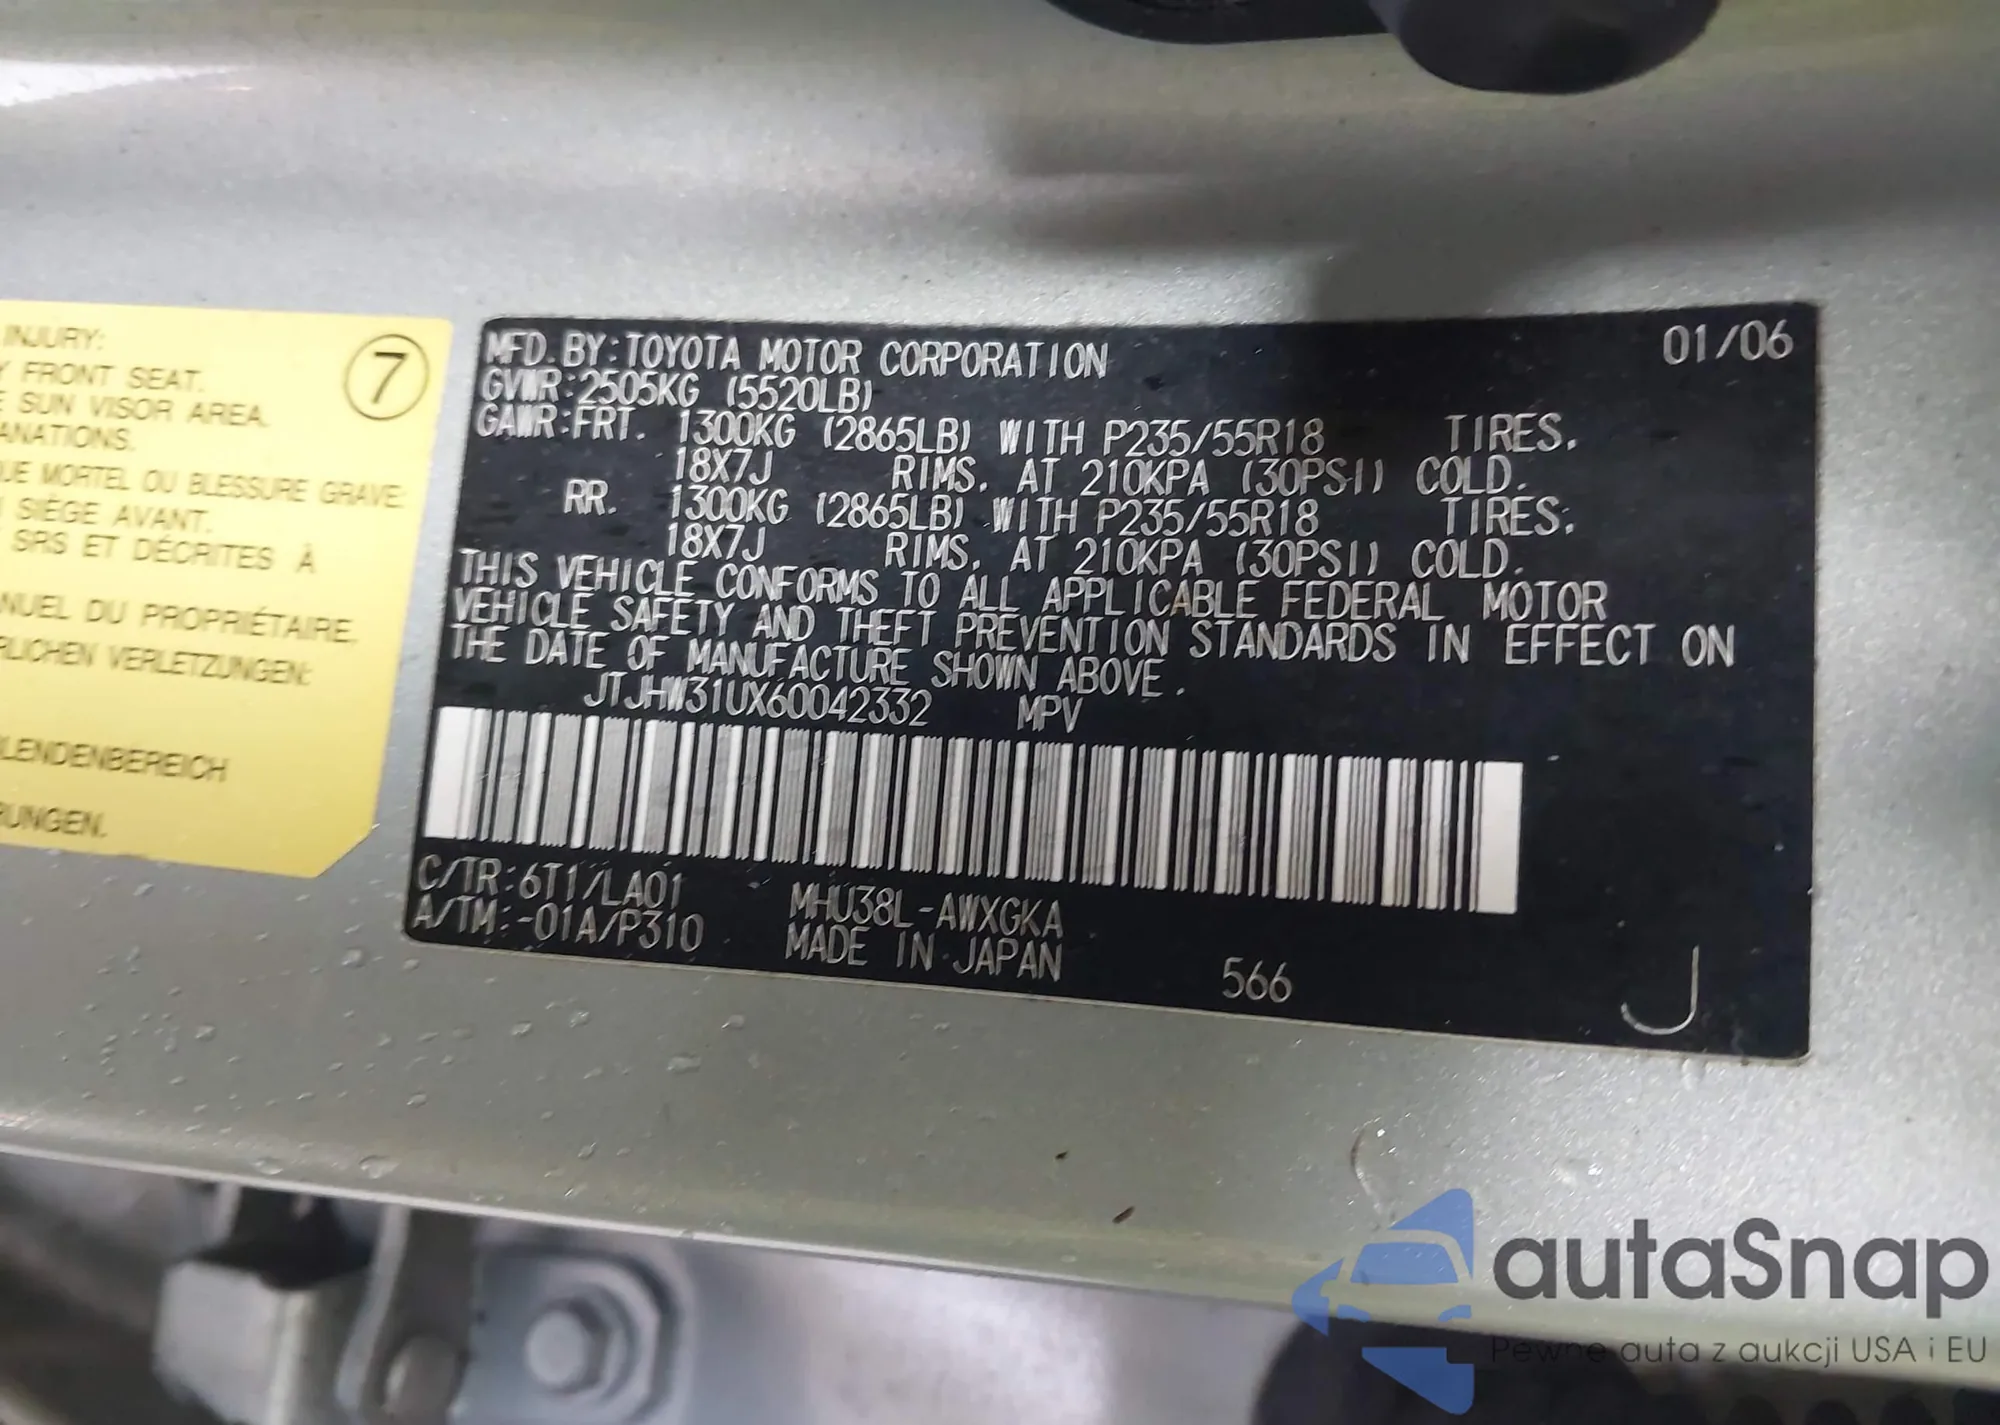 INJURY:
FRONT SEAT.
SUN VISOR AREA.
ANATIONS.
UE MORTEL OU BLESSURE GRAVE:
SIÈGE AVANT.
SRS ET DÉCRITES À
NUEL DU PROPRIÉTAIRE.
RLICHEN VERLETZUNGEN:
LENDENBEREICH
RUNGEN.
7
MFD. BY: TOYOTA MOTOR CORPORATION 01/06
GVWR: 2505KG (5520LB)
GAWR: FRT. 1300KG (2865LB) WITH P235/55R18 TIRES.
18X7J RIMS. AT 210KPA (30PSI) COLD.
RR. 1300KG (2865LB) WITH P235/55R18 TIRES.
18X7J RIMS. AT 210KPA (30PSI) COLD.
THIS VEHICLE CONFORMS TO ALL APPLICABLE FEDERAL MOTOR
VEHICLE SAFETY AND THEFT PREVENTION STANDARDS IN EFFECT ON
THE DATE OF MANUFACTURE SHOWN ABOVE.
JTJHW31UX60042332 MPV
C/TR: 6T1/LA01 MHU38L-AWXGKA
A/TM: -01A/P310 MADE IN JAPAN 566
J
autaSnap
Pewne auta z aukcji USA i EU